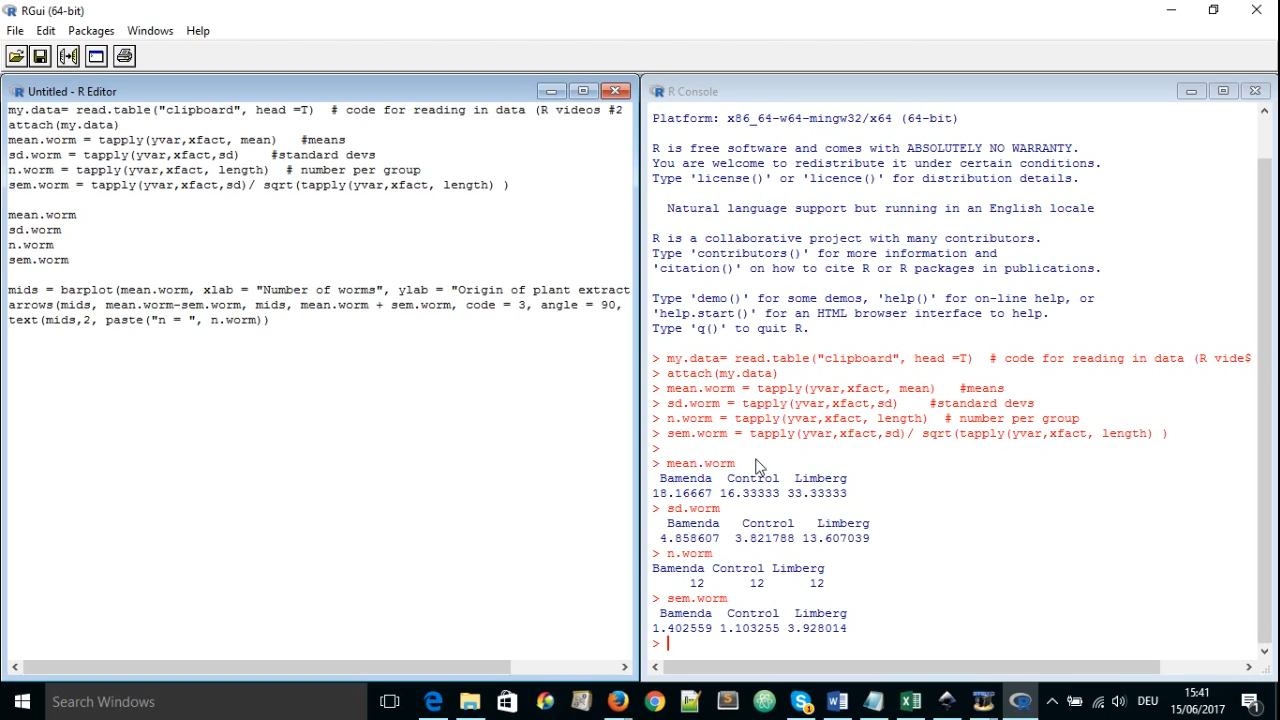 RGui (64-bit)
File Edit Packages Windows Help
Untitled - R Editor
my.data= read.table("clipboard", head =T)  # code for reading in data (R videos #2
attach(my.data)
mean.worm = tapply(yvar,xfact, mean)   #means
sd.worm = tapply(yvar,xfact,sd)    #standard devs
n.worm = tapply(yvar,xfact, length)  # number per group
sem.worm = tapply(yvar,xfact,sd)/ sqrt(tapply(yvar,xfact, length) )
mean.worm
sd.worm
n.worm
sem.worm
mids = barplot(mean.worm, xlab = "Number of worms", ylab = "Origin of plant extract
arrows(mids, mean.worm-sem.worm, mids, mean.worm + sem.worm, code = 3, angle = 90,
text(mids,2, paste("n = ", n.worm))
R Console
Platform: x86_64-w64-mingw32/x64 (64-bit)
R is free software and comes with ABSOLUTELY NO WARRANTY.
You are welcome to redistribute it under certain conditions.
Type 'license()' or 'licence()' for distribution details.
Natural language support but running in an English locale
R is a collaborative project with many contributors.
Type 'contributors()' for more information and
'citation()' on how to cite R or R packages in publications.
Type 'demo()' for some demos, 'help()' for on-line help, or
'help.start()' for an HTML browser interface to help.
Type 'q()' to quit R.
> my.data= read.table("clipboard", head =T)  # code for reading in data (R vide$
> attach(my.data)
> mean.worm = tapply(yvar,xfact, mean)   #means
> sd.worm = tapply(yvar,xfact,sd)    #standard devs
> n.worm = tapply(yvar,xfact, length)  # number per group
> sem.worm = tapply(yvar,xfact,sd)/ sqrt(tapply(yvar,xfact, length) )
>
> mean.worm
Bamenda  Control  Limberg
18.16667 16.33333 33.33333
> sd.worm
Bamenda   Control   Limberg
4.858607  3.821788 13.607039
> n.worm
Bamenda Control Limberg
12      12      12
> sem.worm
Bamenda  Control  Limberg
1.402559 1.103255 3.928014
>
Search Windows
DEU
15:41
15/06/2017